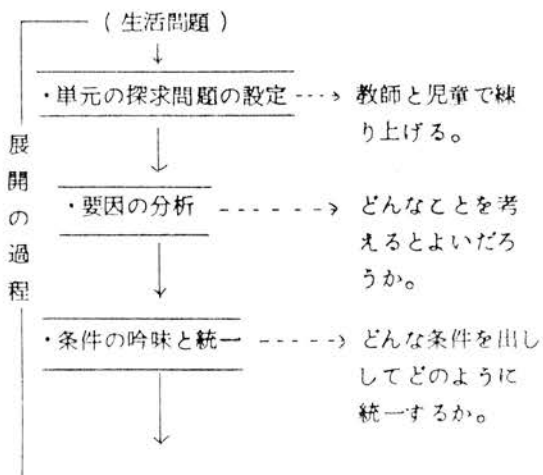 （生活問題）
・単元の探求問題の設定
教師と児童で練
り上げる。
展開の過程
・要因の分析
どんなことを考
えるとよいだろ
うか。
・条件の吟味と統一
どんな条件を出し
してどのように
統一するか。